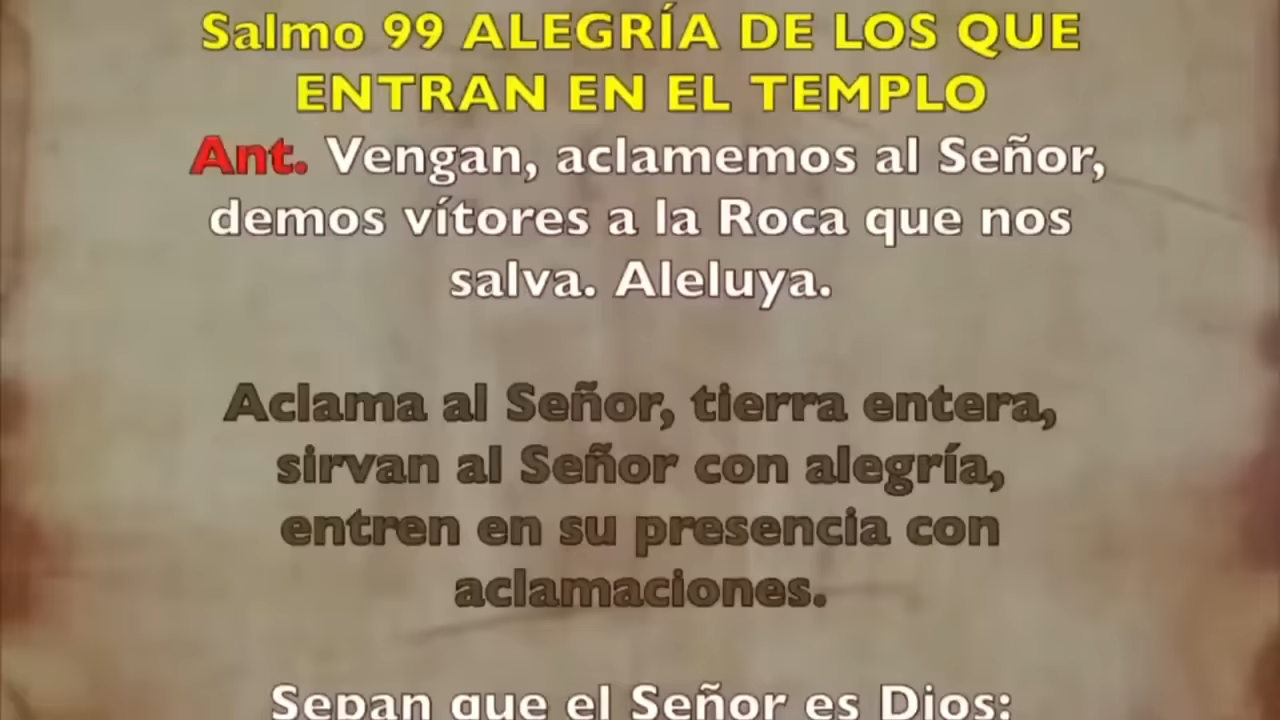 Salmo 99 ALEGRÍA DE LOS QUE
ENTRAN EN EL TEMPLO
Ant. Vengan, aclamemos al Señor,
demos vítores a la Roca que nos
salva. Aleluya.
Aclama al Señor, tierra entera,
sirvan al Señor con alegría,
entren en su presencia con
aclamaciones.
Sepan que el Señor es Dios: